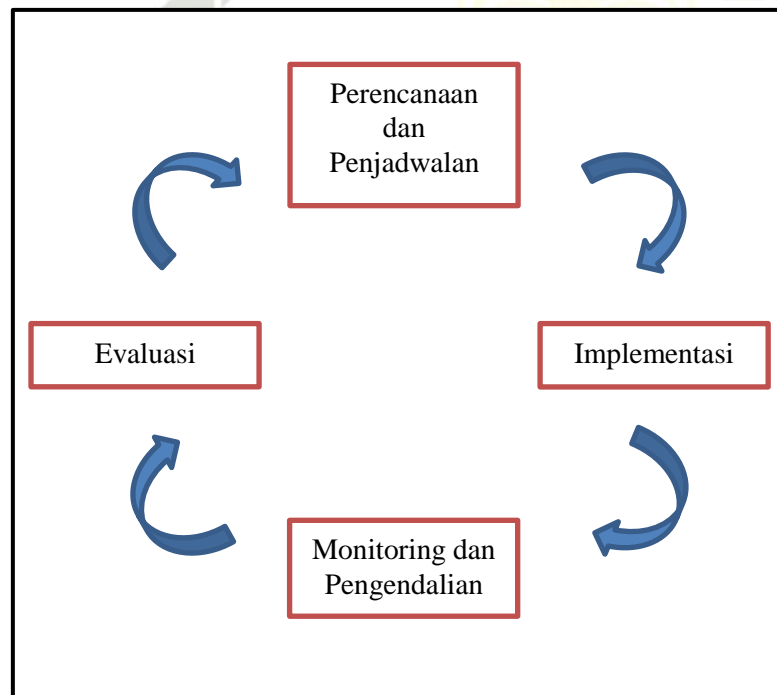 Perencanaan
dan
Penjadwalan
Evaluasi
Implementasi
Monitoring dan
Pengendalian